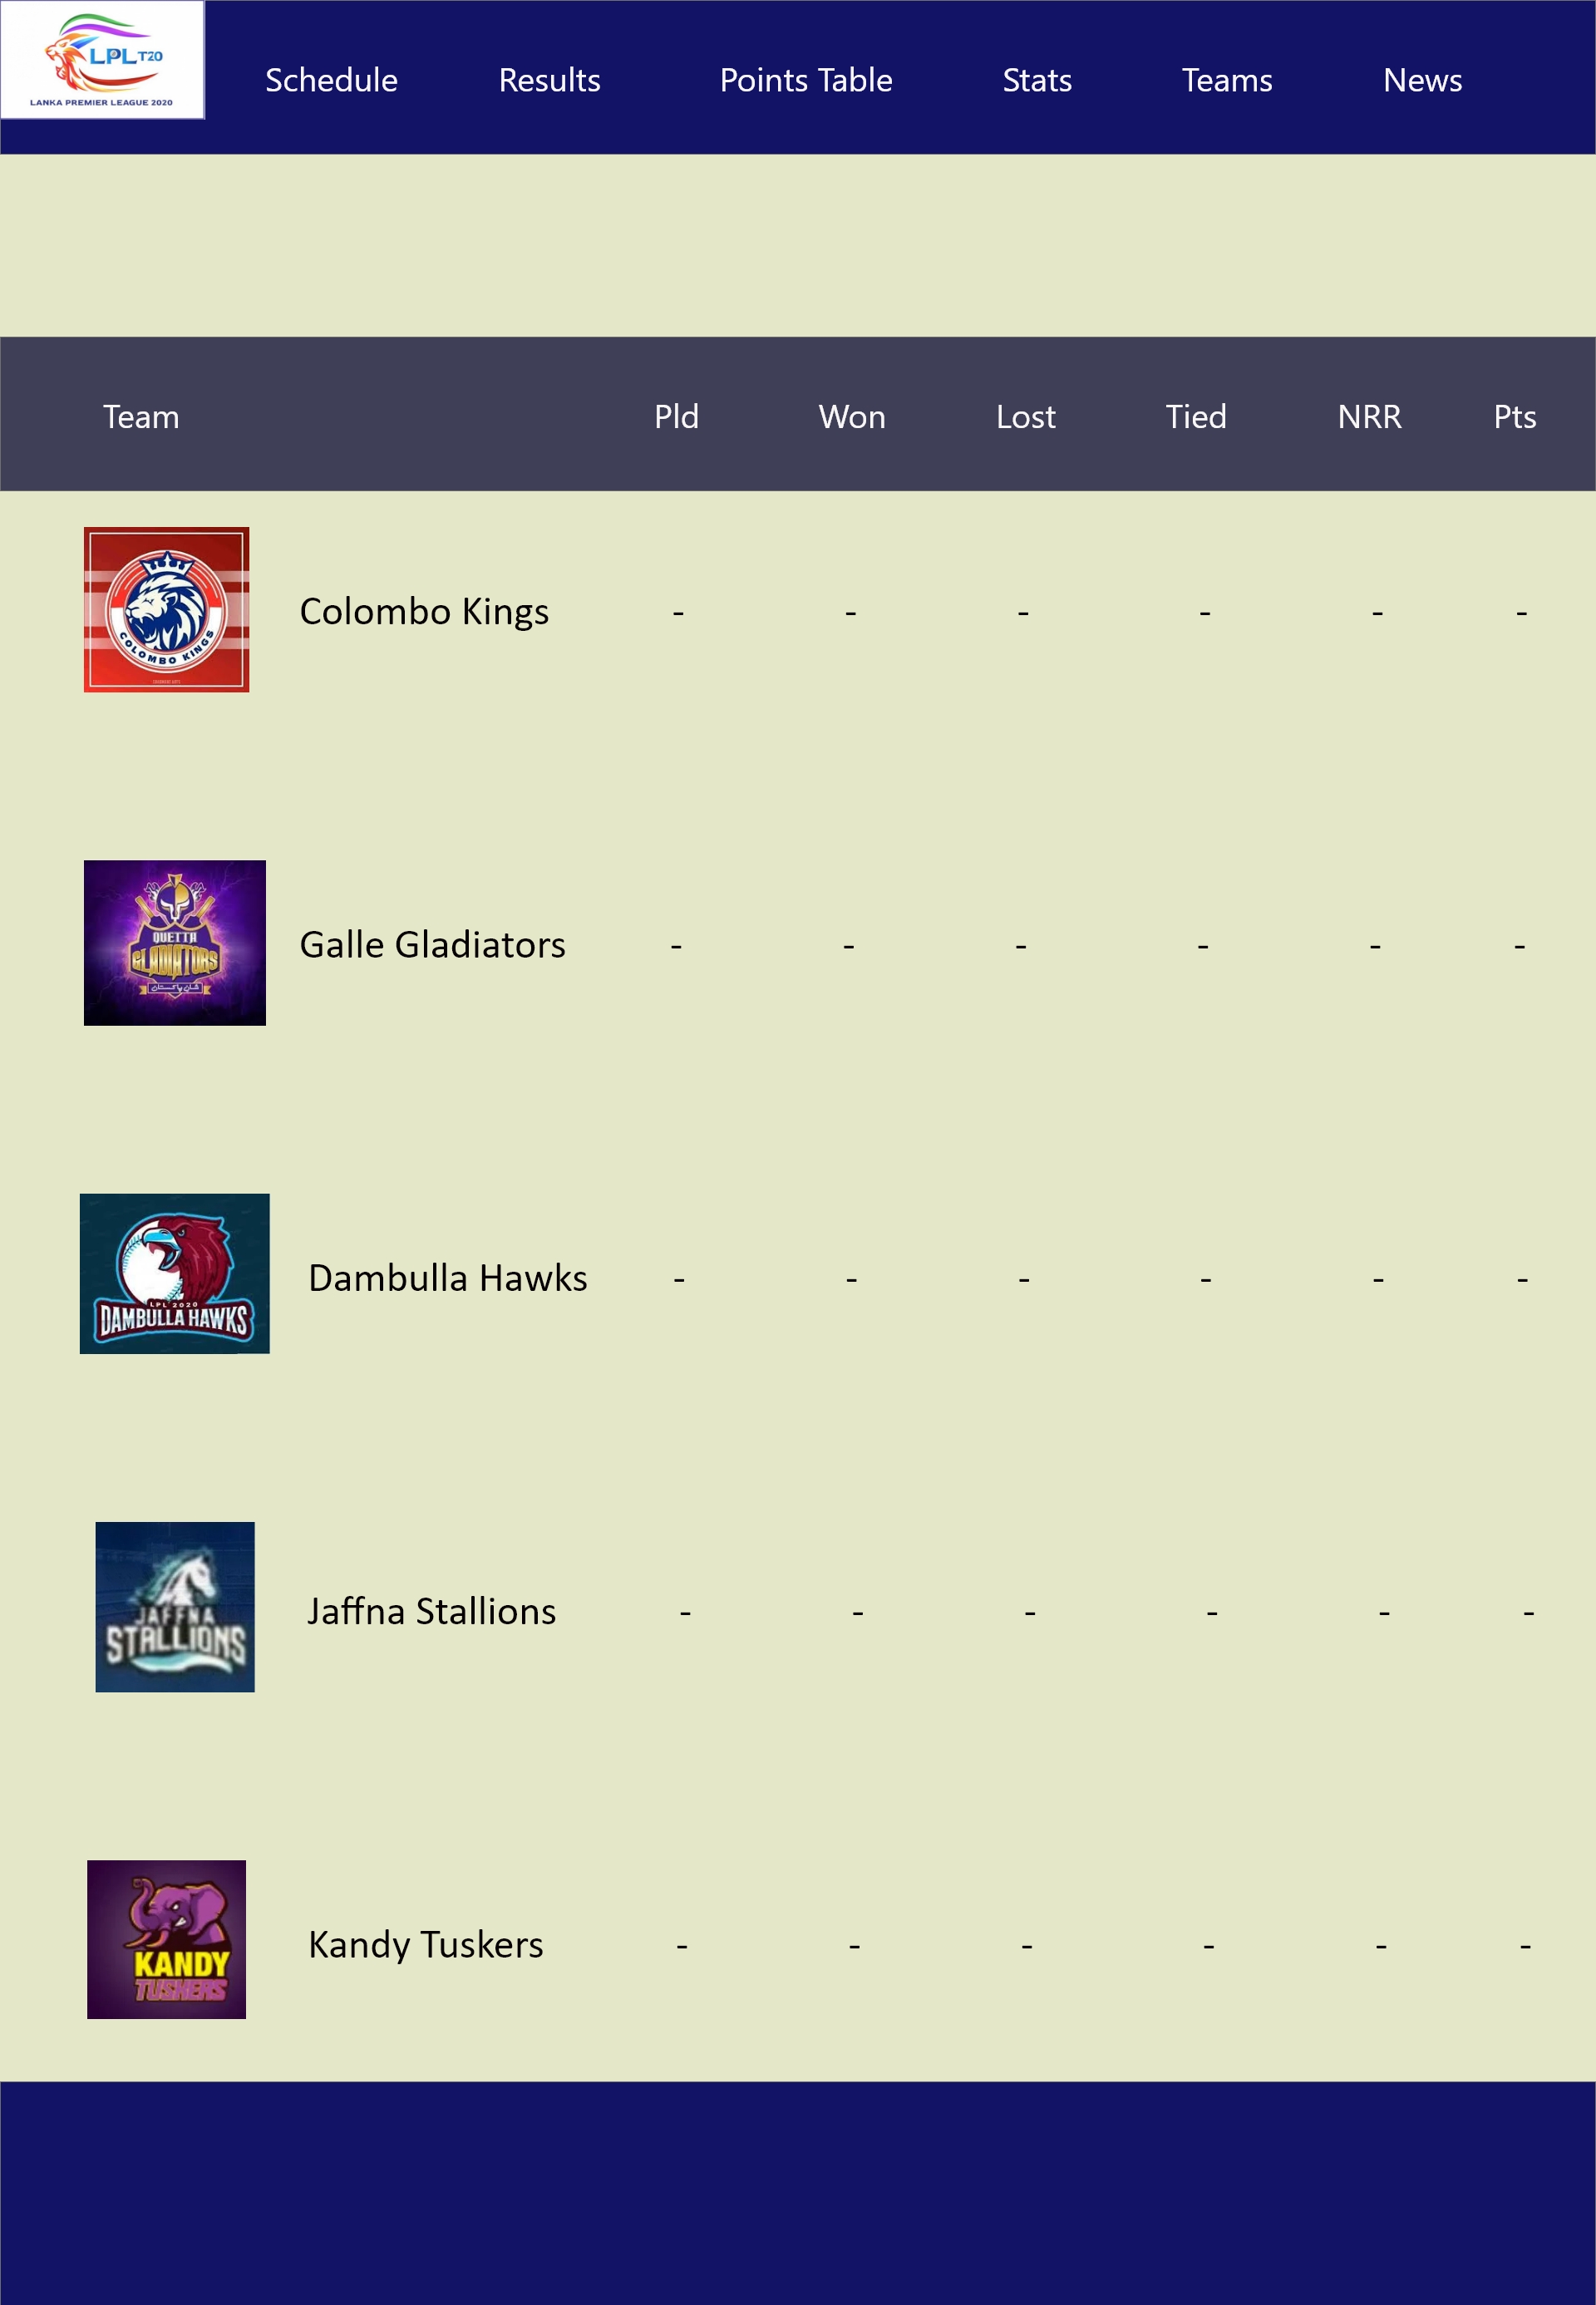 LPL T20
LANKA PREMIER LEAGUE 2020
Schedule Results Points Table Stats Teams News
Team Pld Won Lost Tied NRR Pts
COLOMBO KINGS
Colombo Kings - - - - - -
QUETTA
GLADIATORS
شان پاکستان
Galle Gladiators - - - - - -
LPL 2020
DAMBULLA HAWKS
Dambulla Hawks - - - - - -
JAFFNA
STALLIONS
Jaffna Stallions - - - - - -
KANDY
TUSKERS
Kandy Tuskers - - - - - -